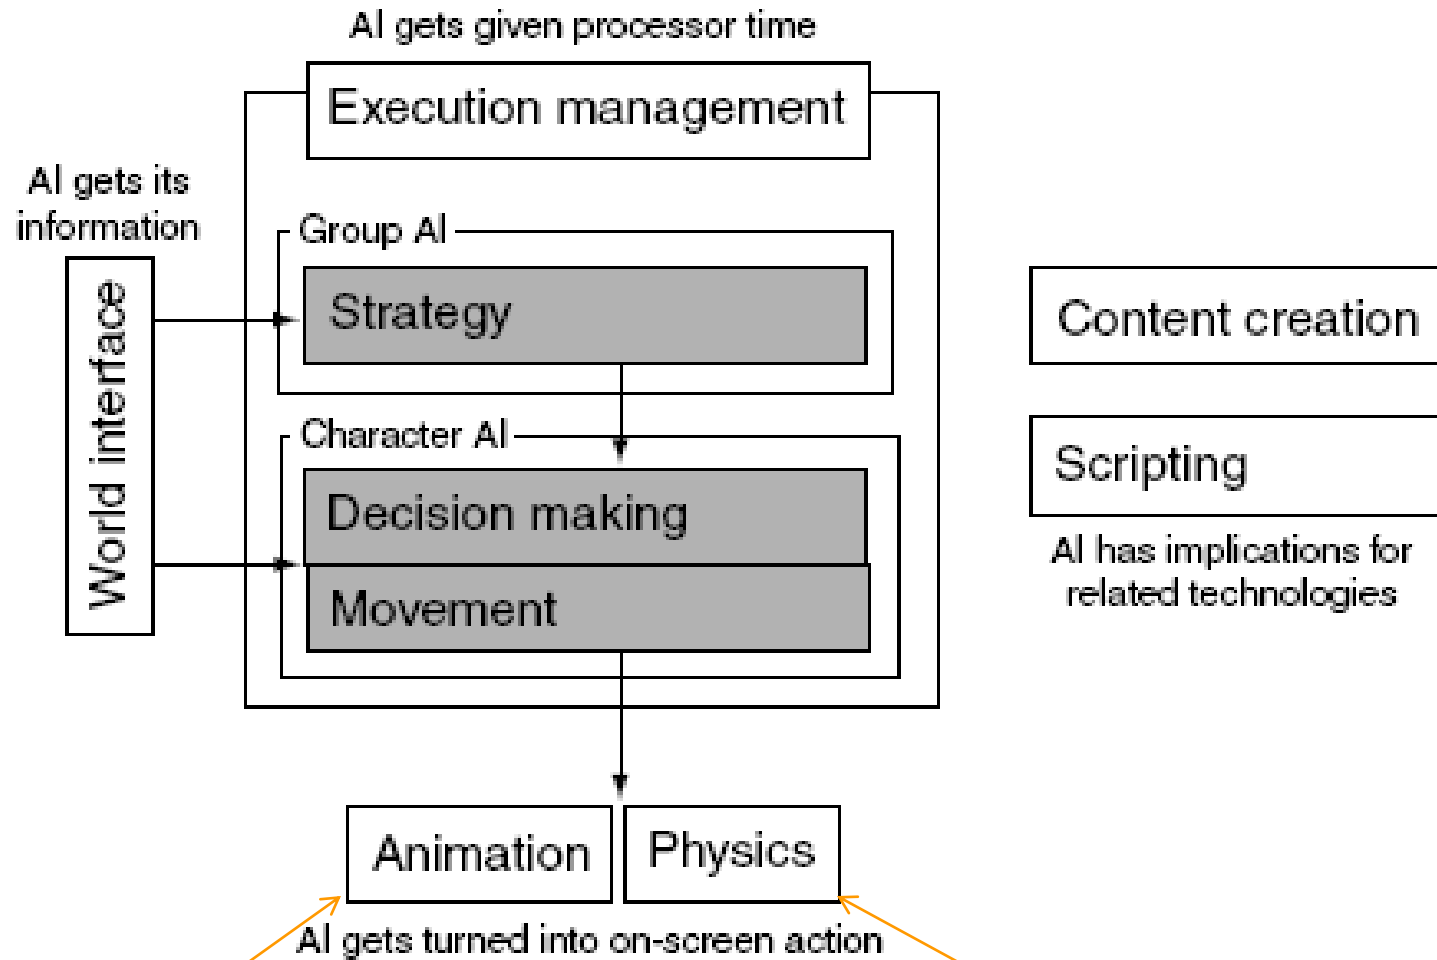 AI gets given processor time
Execution management
AI gets its
information
World interface
Group AI
Strategy
Character AI
Decision making
Movement
Content creation
Scripting
AI has implications for
related technologies
Animation
Physics
AI gets turned into on-screen action